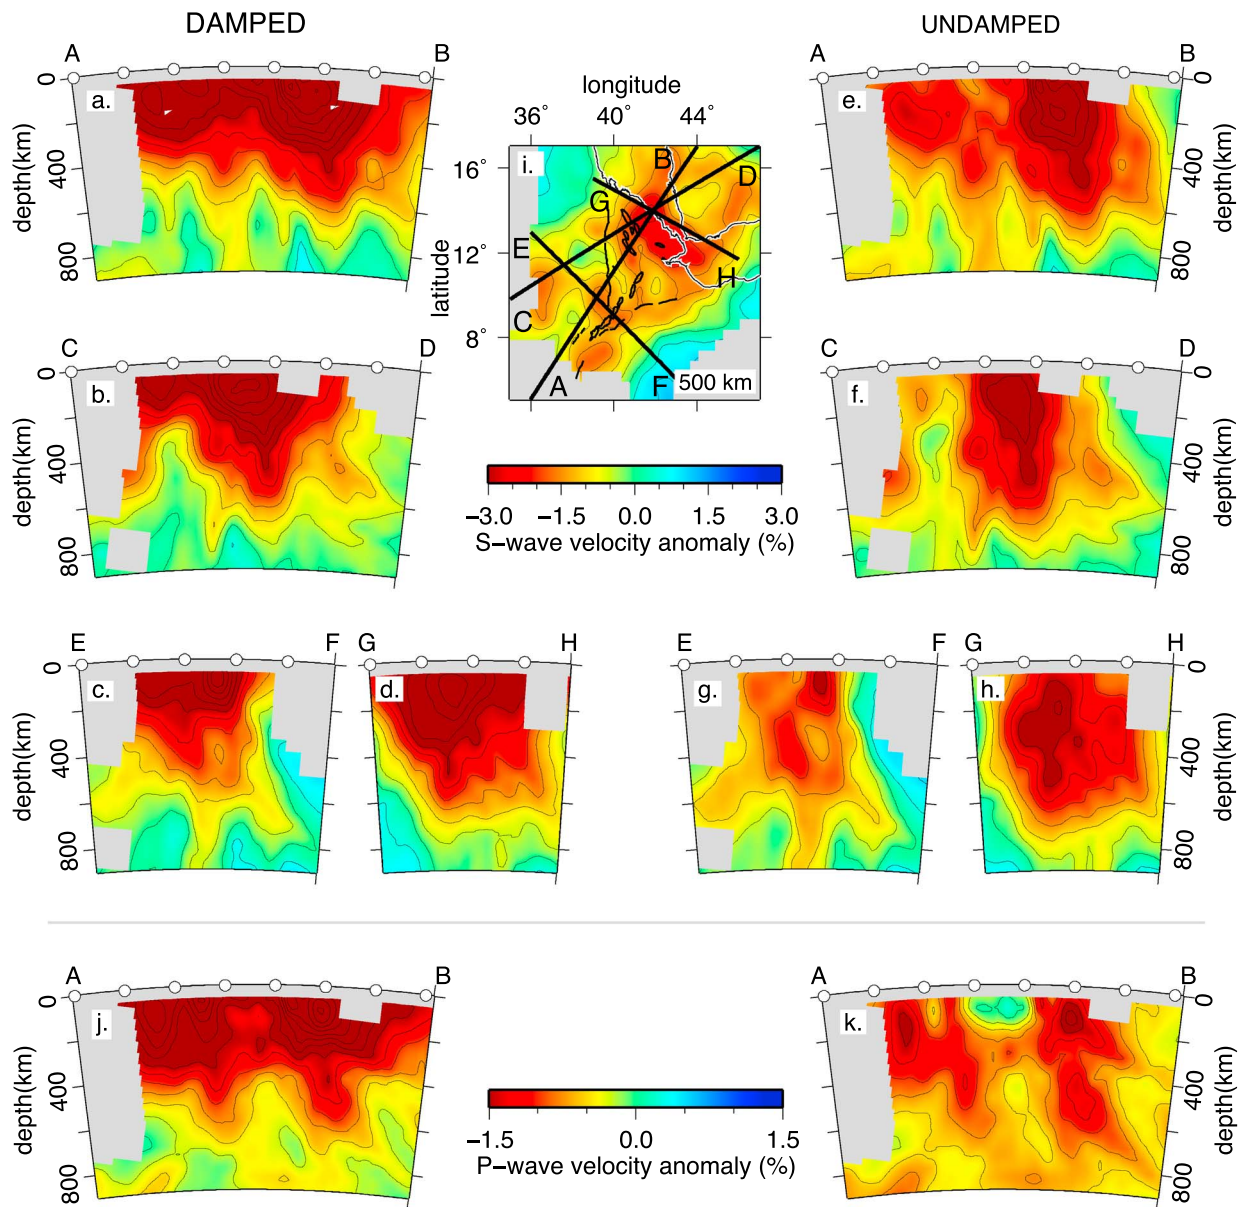 DAMPED
UNDAMPED
A B
A B
0
400
800
depth(km)
a.
longitude
36° 40° 44°
16°
12°
8°
latitude
i.
B
D
G
E
H
C
A
F
500 km
e.
0
400
800
depth(km)
C D
0
400
800
depth(km)
b.
−3.0 −1.5 0.0 1.5 3.0
S−wave velocity anomaly (%)
C D
f.
0
400
800
depth(km)
E F G H
0
400
800
depth(km)
c.
d.
E F G H
g.
h.
0
400
800
depth(km)
A B
0
400
800
depth(km)
j.
−1.5 0.0 1.5
P−wave velocity anomaly (%)
A B
k.
0
400
800
depth(km)